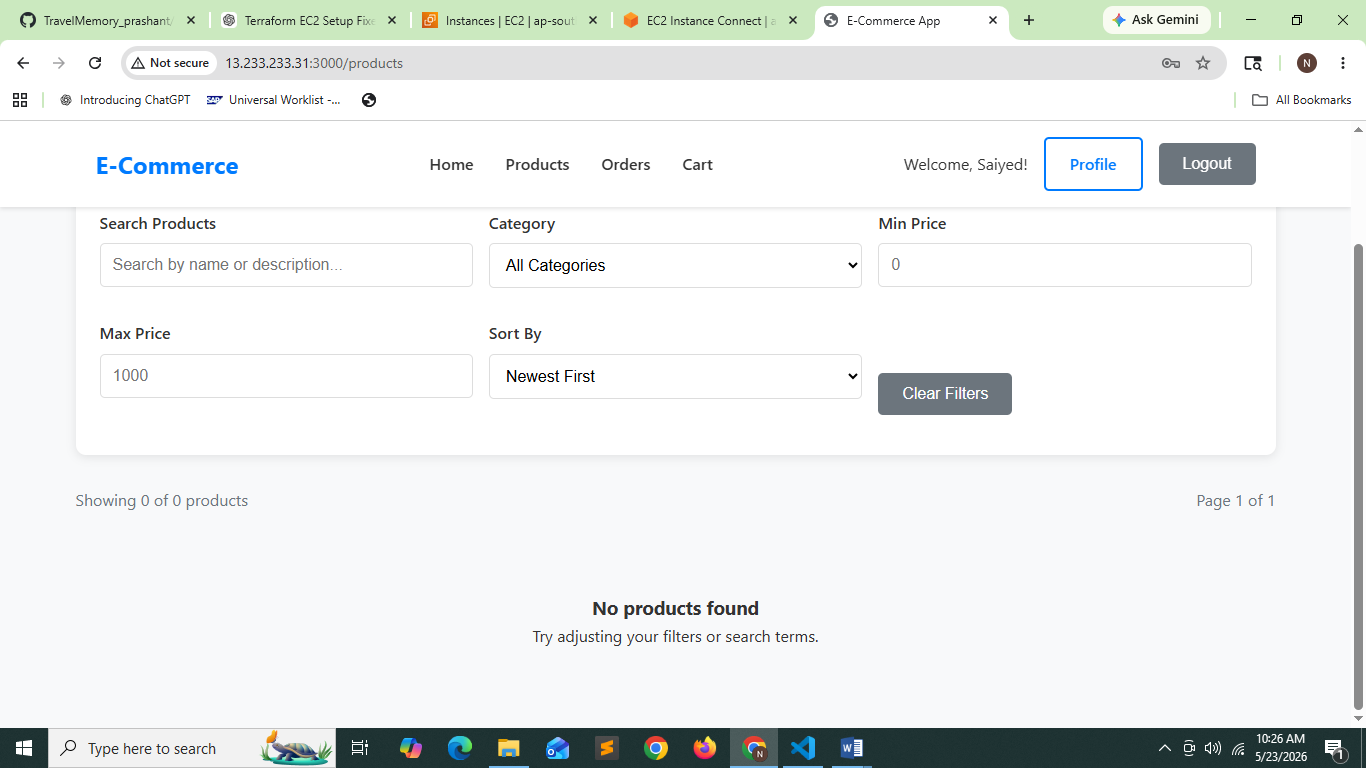 TravelMemory_prashant/
Terraform EC2 Setup Fixe
Instances | EC2 | ap-sout
EC2 Instance Connect | a
E-Commerce App
Ask Gemini
Not secure
13.233.233.31:3000/products
N
Introducing ChatGPT
SAP
Universal Worklist -...
All Bookmarks
E-Commerce
Home
Products
Orders
Cart
Welcome, Saiyed!
Profile
Logout
Search Products
Category
Min Price
Search by name or description...
All Categories
0
Max Price
Sort By
1000
Newest First
Clear Filters
Showing 0 of 0 products
Page 1 of 1
No products found
Try adjusting your filters or search terms.
Type here to search
10:26 AM
5/23/2026
1